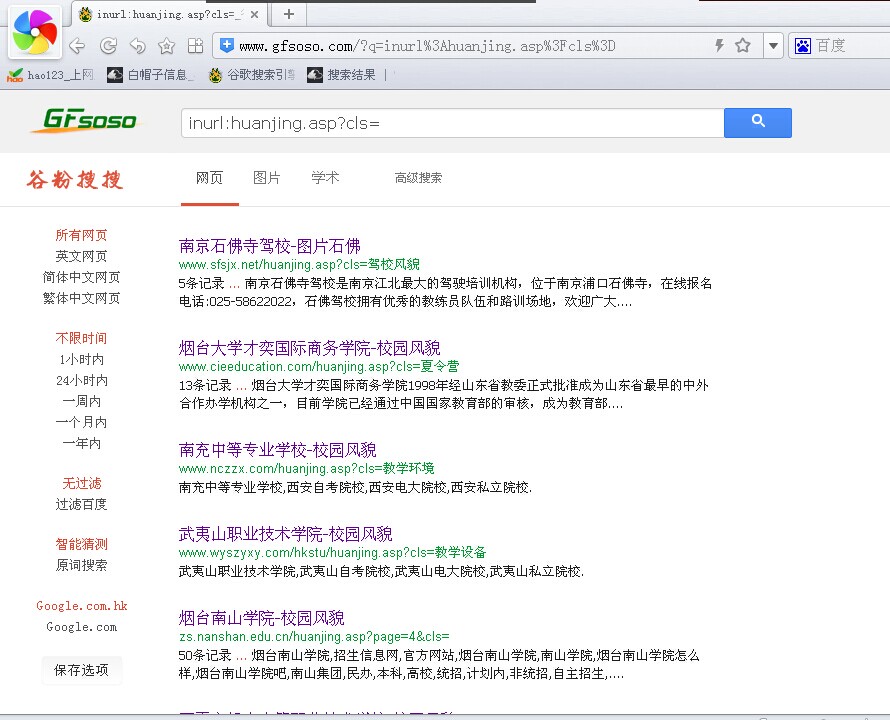 inurl:huanjing.asp?cls=_
www.gfsoso.com/?q=inurl%3Ahuanjing.asp%3Fcls%3D
百度
hao123_上网
白帽子信息_
谷歌搜索引擎
搜索结果
GFsoso
inurl:huanjing.asp?cls=
谷粉搜搜
网页
图片
学术
高级搜索
所有网页
英文网页
简体中文网页
繁体中文网页
不限时间
1小时内
24小时内
一周内
一个月内
一年内
无过滤
过滤百度
智能猜测
原词搜索
Google.com.hk
Google.com
保存选项
南京石佛寺驾校-图片石佛
www.sfsjx.net/huanjing.asp?cls=驾校风貌
5条记录 ... 南京石佛寺驾校是南京江北最大的驾驶培训机构，位于南京浦口石佛寺，在线报名
电话:025-58622022，石佛驾校拥有优秀的教练员队伍和路训场地，欢迎广大....
烟台大学才奕国际商务学院-校园风貌
www.cieeducation.com/huanjing.asp?cls=夏令营
13条记录 ... 烟台大学才奕国际商务学院1998年经山东省教委正式批准成为山东省最早的中外
合作办学机构之一，目前学院已经通过中国国家教育部的审核，成为教育部....
南充中等专业学校-校园风貌
www.nczzx.com/huanjing.asp?cls=教学环境
南充中等专业学校,西安自考院校,西安电大院校,西安私立院校.
武夷山职业技术学院-校园风貌
www.wyszyxy.com/hkstu/huanjing.asp?cls=教学设备
武夷山职业技术学院,武夷山自考院校,武夷山电大院校,武夷山私立院校.
烟台南山学院-校园风貌
zs.nanshan.edu.cn/huanjing.asp?page=4&cls=
50条记录 ... 烟台南山学院,招生信息网,官方网站,烟台南山学院,南山学院,烟台南山学院怎么
样,烟台南山学院吧,南山集团,民办,本科,高校,统招,计划内,非统招,自主招生,....